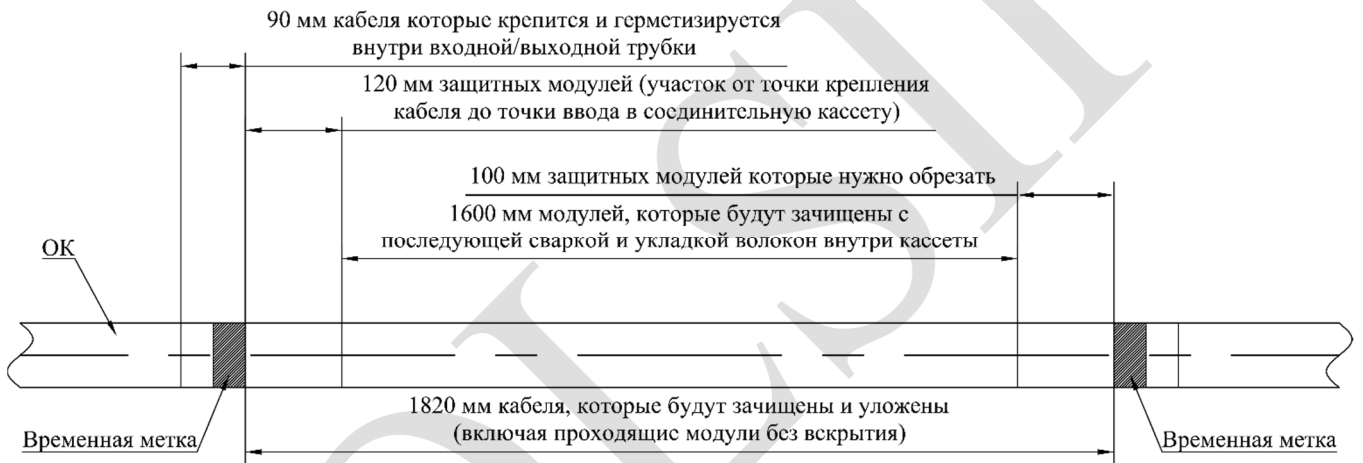 90 мм кабеля которые крепится и герметизируется
внутри входной/выходной трубки
120 мм защитных модулей (участок от точки крепления
кабеля до точки ввода в соединительную кассету)
100 мм защитных модулей которые нужно обрезать
1600 мм модулей, которые будут зачищены с
последующей сваркой и укладкой волокон внутри кассеты
ОК
1820 мм кабеля, которые будут зачищены и уложены
(включая проходящие модули без вскрытия)
Временная метка
Временная метка